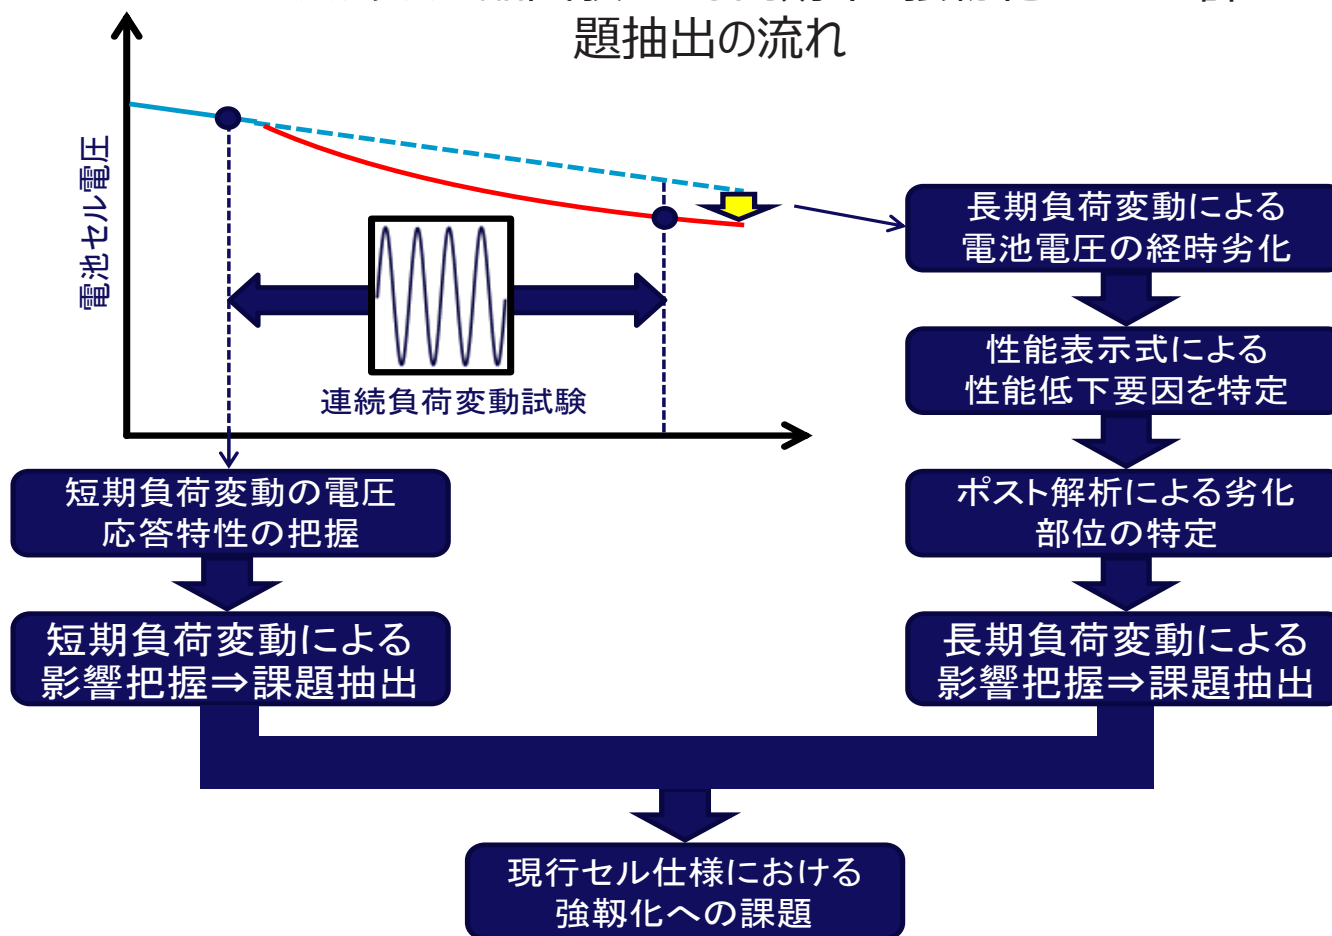 題抽出の流れ
電池セル電圧
連続負荷変動試験
長期負荷変動による
電池電圧の経時劣化
性能表示式による
性能低下要因を特定
ポスト解析による劣化
部位の特定
長期負荷変動による
影響把握⇒課題抽出
短期負荷変動の電圧
応答特性の把握
短期負荷変動による
影響把握⇒課題抽出
現行セル仕様における
強靭化への課題